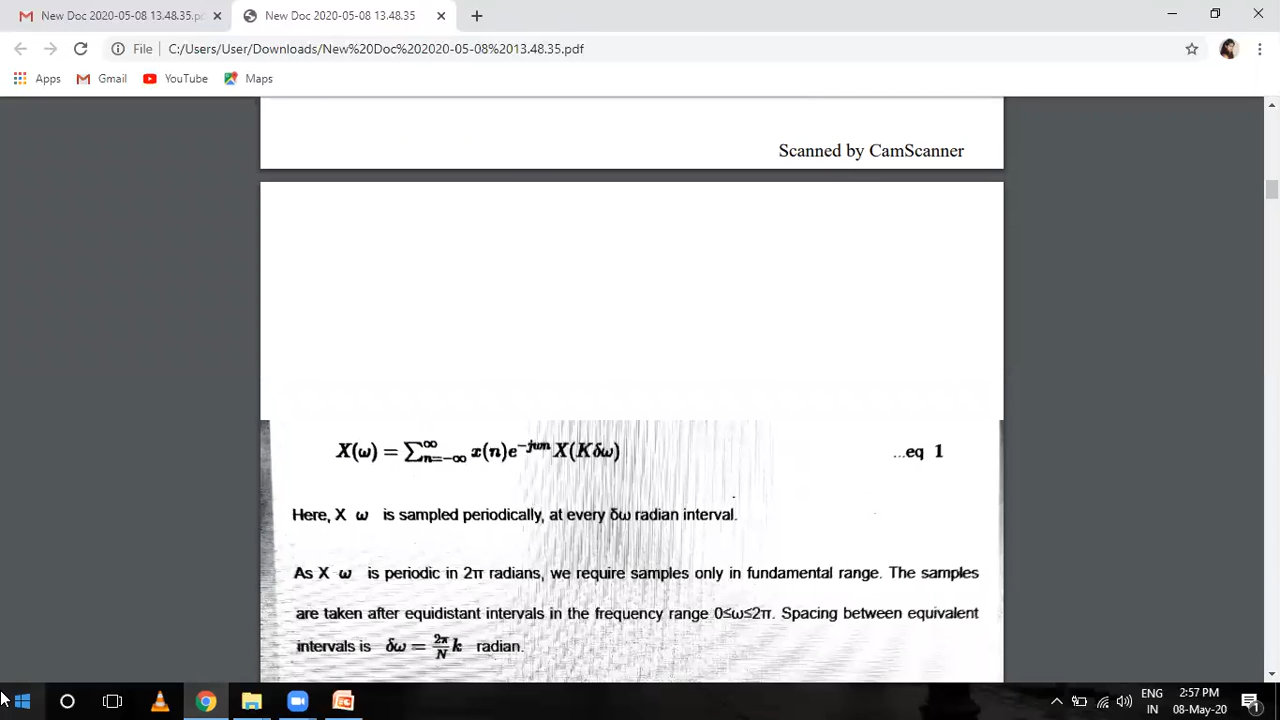 New Doc 2020-05-08 13.48.35.pd
New Doc 2020-05-08 13.48.35
File
C:/Users/User/Downloads/New%20Doc%202020-05-08%2013.48.35.pdf
Apps
Gmail
YouTube
Maps
Scanned by CamScanner
X(ω) = ∑_{n=−∞}^{∞} x(n)e^{−jωn} X(Kδω) ...eq 1
Here, X ω is sampled periodically, at every δω radian interval.
As X ω is periodic in 2π radian we require samples only in fundamental range. The samples
are taken after equidistant intervals in the frequency range 0≤ω≤2π. Spacing between equivalent
intervals is δω = 2π/N k radian.
ENG
IN
2:57 PM
08-May-20
1